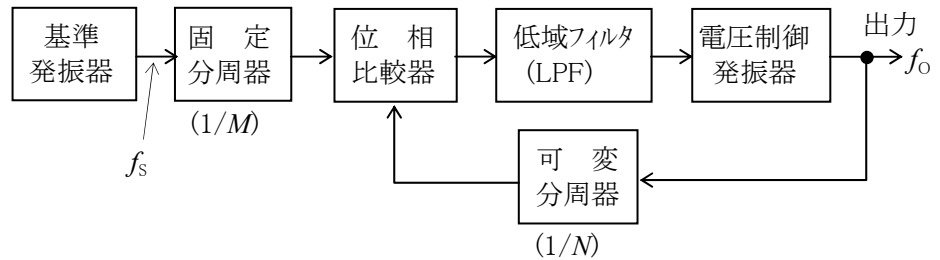 基準
発振器
固 定
分周器
(1/M)
位 相
比較器
低域フィルタ
(LPF)
電圧制御
発振器
出力
fO
fS
可 変
分周器
(1/N)